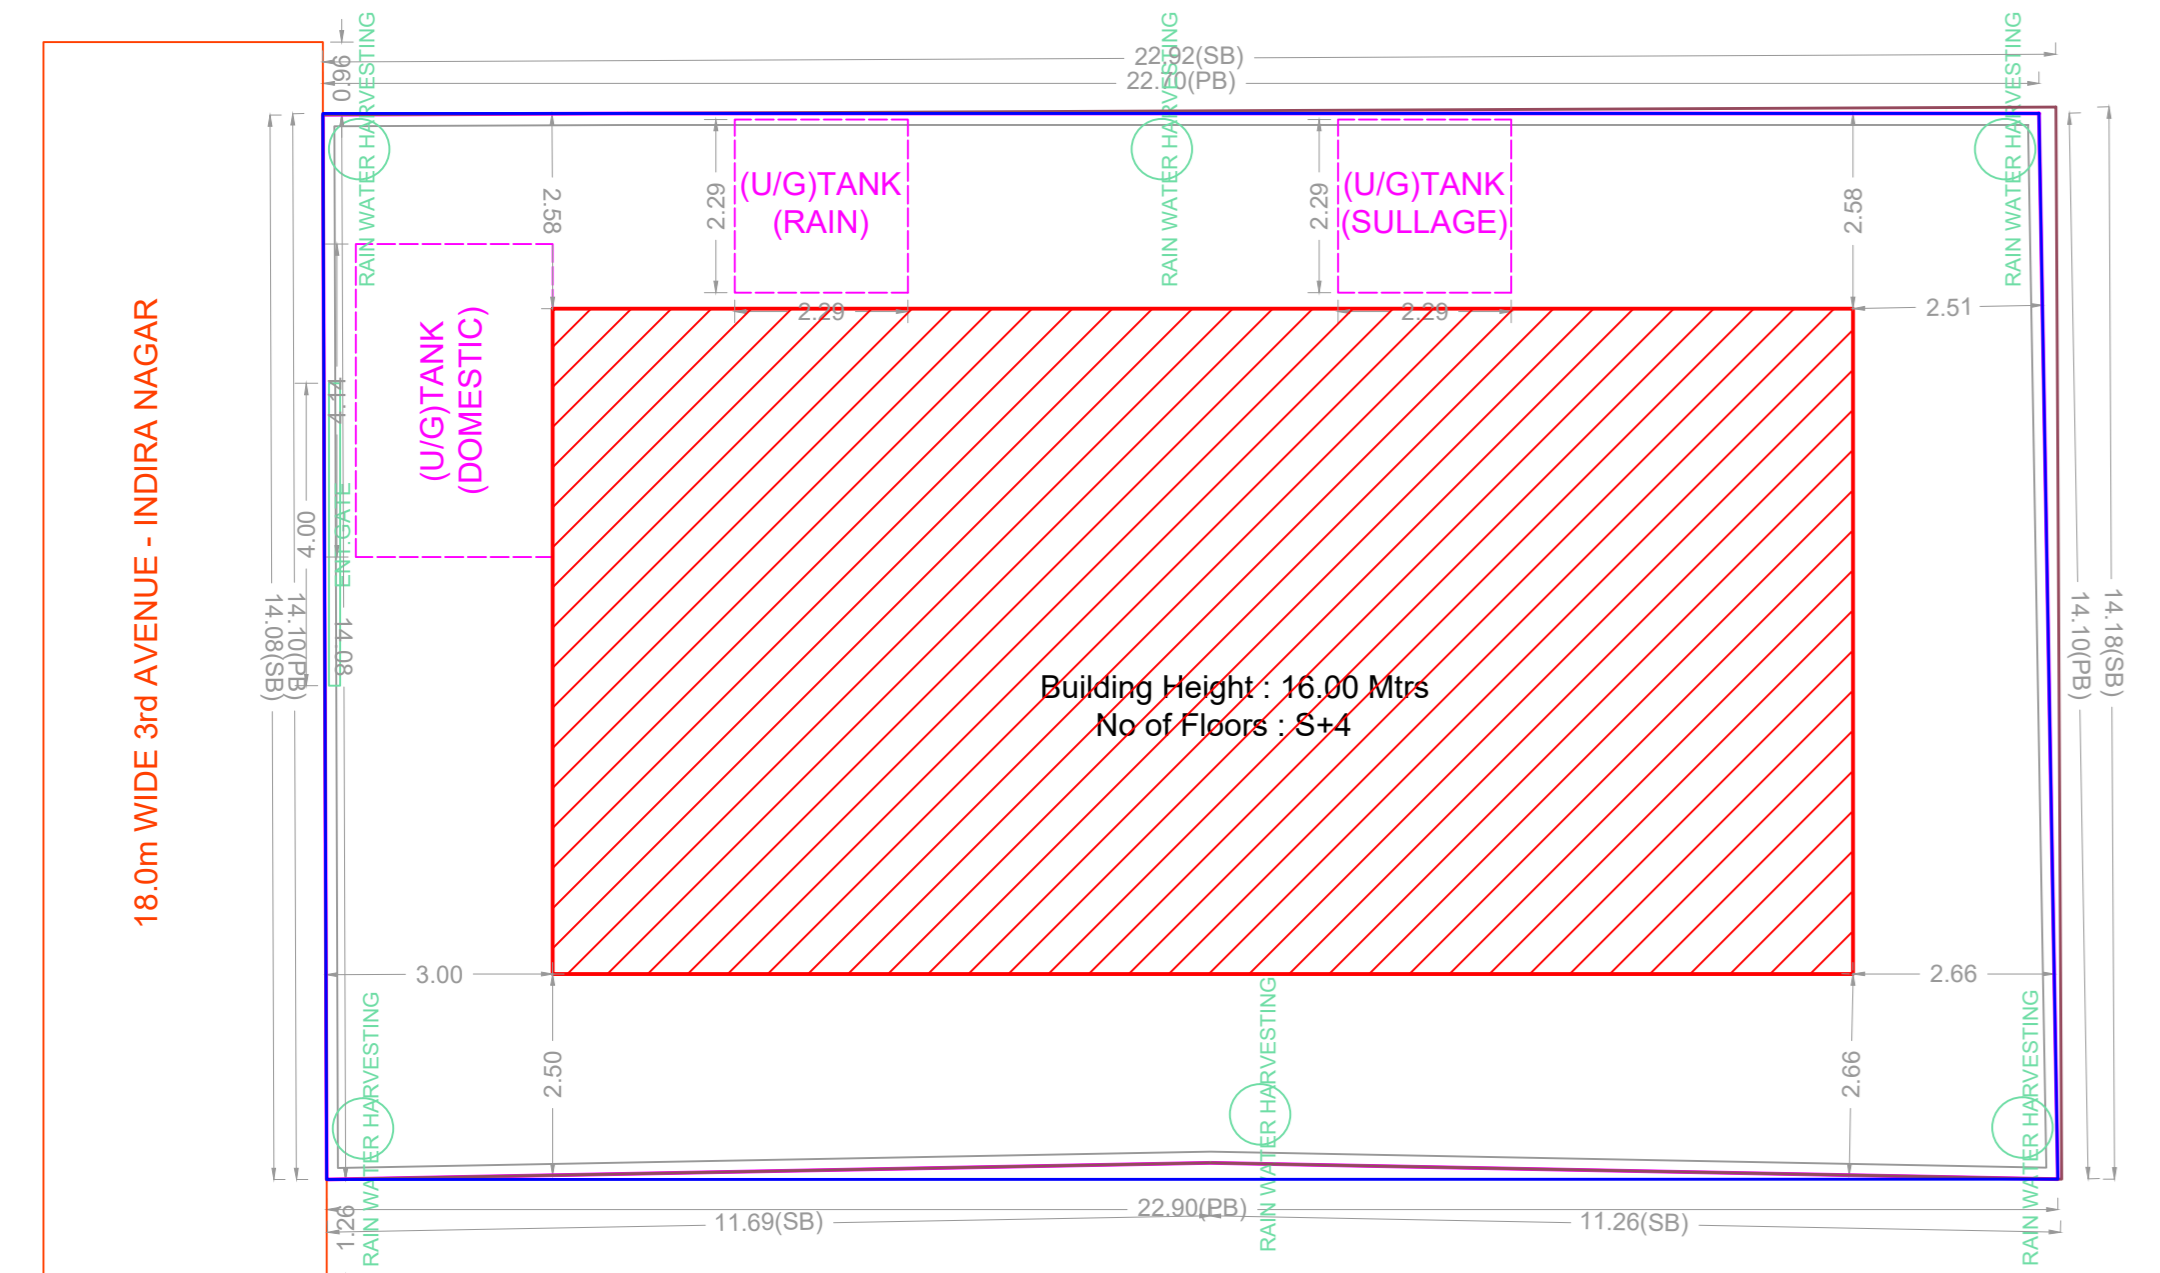 22.92(SB)
22.70(PB)
0.96
RAIN WATER HARVESTING
RAIN WATER HARVESTING
RAIN WATER HARVESTING
2.58
2.29
(U/G)TANK
(RAIN)
2.29
2.29
(U/G)TANK
(SULLAGE)
2.29
2.58
2.51
18.0m WIDE 3rd AVENUE - INDIRA NAGAR
(U/G)TANK
(DOMESTIC)
4.14
4.00
ENT.GATE
14.08(SB)
14.10(PB)
14.08
14.10(PB)
14.18(SB)
Building Height : 16.00 Mtrs
No of Floors : S+4
3.00
2.66
2.50
2.66
RAIN WATER HARVESTING
RAIN WATER HARVESTING
RAIN WATER HARVESTING
1.26
22.90(PB)
11.69(SB)
11.26(SB)